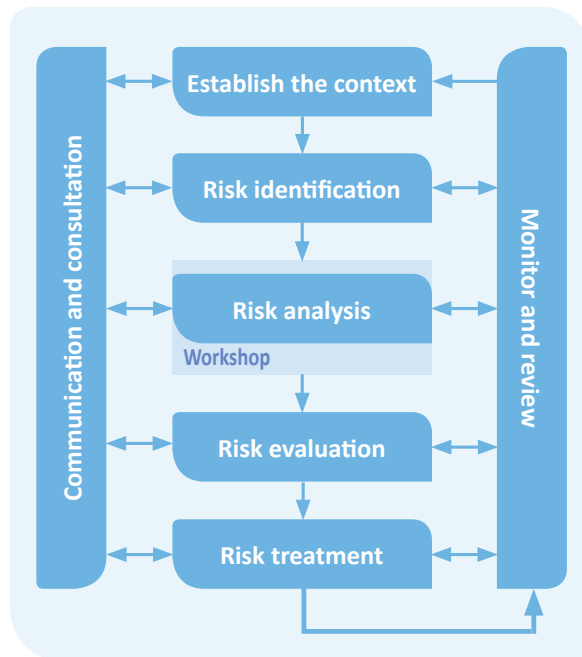 Establish the context
Risk identification
Risk analysis
Workshop
Risk evaluation
Risk treatment
Communication and consultation
Monitor and review